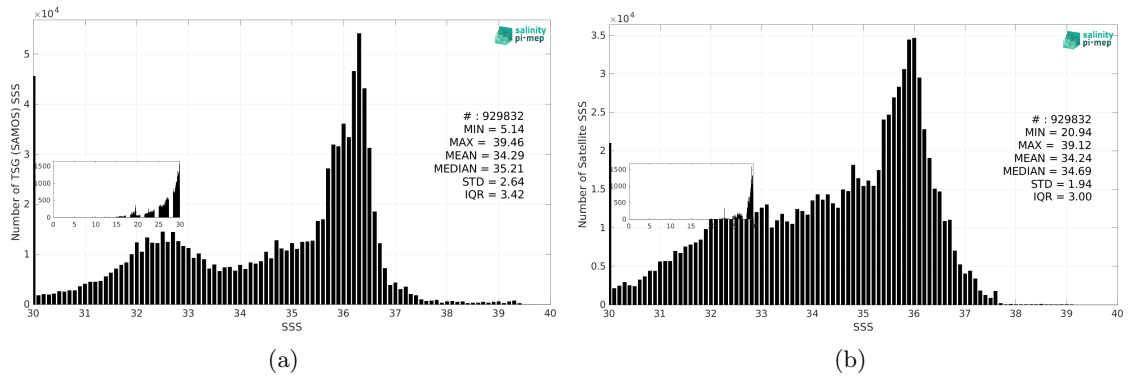 ×10⁴
salinity
pi-mep
Number of TSG (SAMOS) SSS
5
4
3
2
1
0
# : 929832
MIN = 5.14
MAX = 39.46
MEAN = 34.29
MEDIAN = 35.21
STD = 2.64
IQR = 3.42
1500
1000
500
0
0 5 10 15 20 25 30
30 31 32 33 34 35 36 37 38 39 40
SSS
(a)
×10⁴
salinity
pi-mep
Number of Satellite SSS
3.5
3
2.5
2
1.5
1
0.5
0
# : 929832
MIN = 20.94
MAX = 39.12
MEAN = 34.24
MEDIAN = 34.69
STD = 1.94
IQR = 3.00
1500
1000
500
0
0 5 10 15
30 31 32 33 34 35 36 37 38 39 40
SSS
(b)